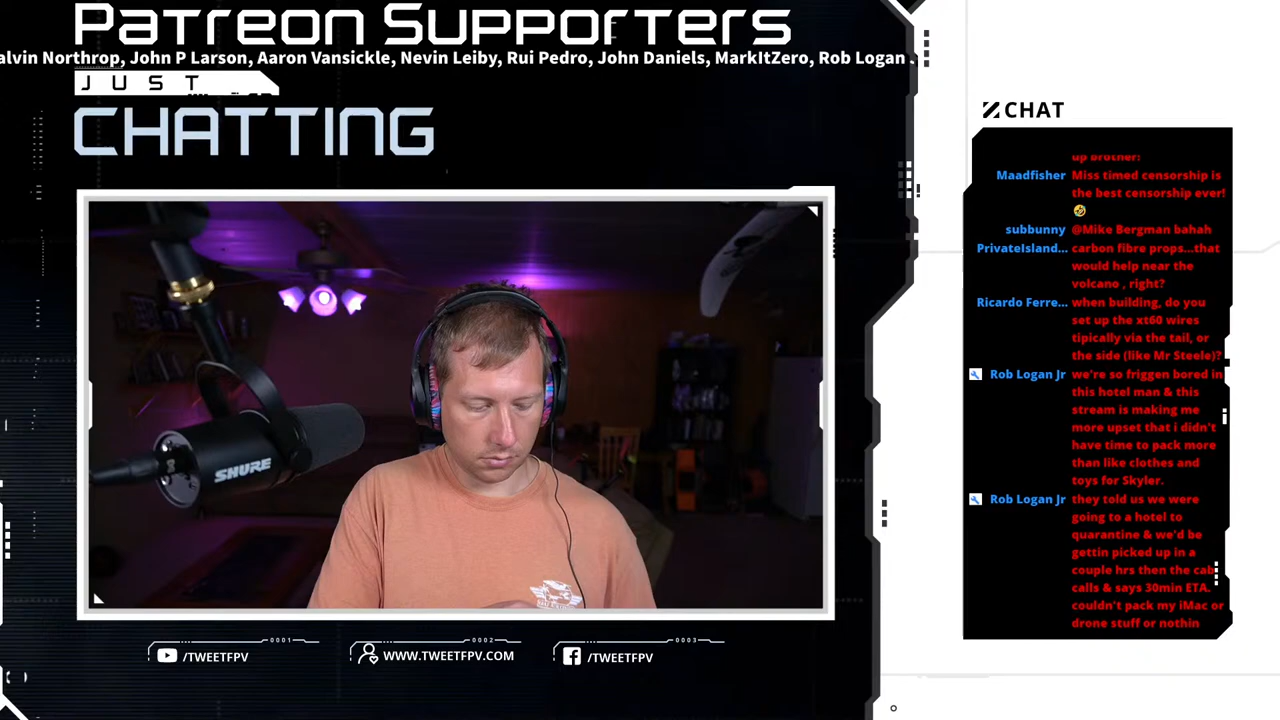 Patreon Supporters
alvin Northrop, John P Larson, Aaron Vansickle, Nevin Leiby, Rui Pedro, John Daniels, MarkItZero, Rob Logan
JUST
CHATTING
SHURE
0001
/TWEETFPV
0002
WWW.TWEETFPV.COM
0003
/TWEETFPV
CHAT
up brother!
Maadfisher Miss timed censorship is
the best censorship ever!
🤣
subbunny @Mike Bergman bahah
PrivateIsland... carbon fibre props...that
would help near the
volcano , right?
Ricardo Ferre... when building, do you
set up the xt60 wires
tipically via the tail, or
the side (like Mr Steele)?
Rob Logan Jr we're so friggen bored in
this hotel man & this
stream is making me
more upset that i didn't
have time to pack more
than like clothes and
toys for Skyler.
Rob Logan Jr they told us we were
going to a hotel to
quarantine & we'd be
gettin picked up in a
couple hrs then the cab
calls & says 30min ETA.
couldn't pack my iMac or
drone stuff or nothin